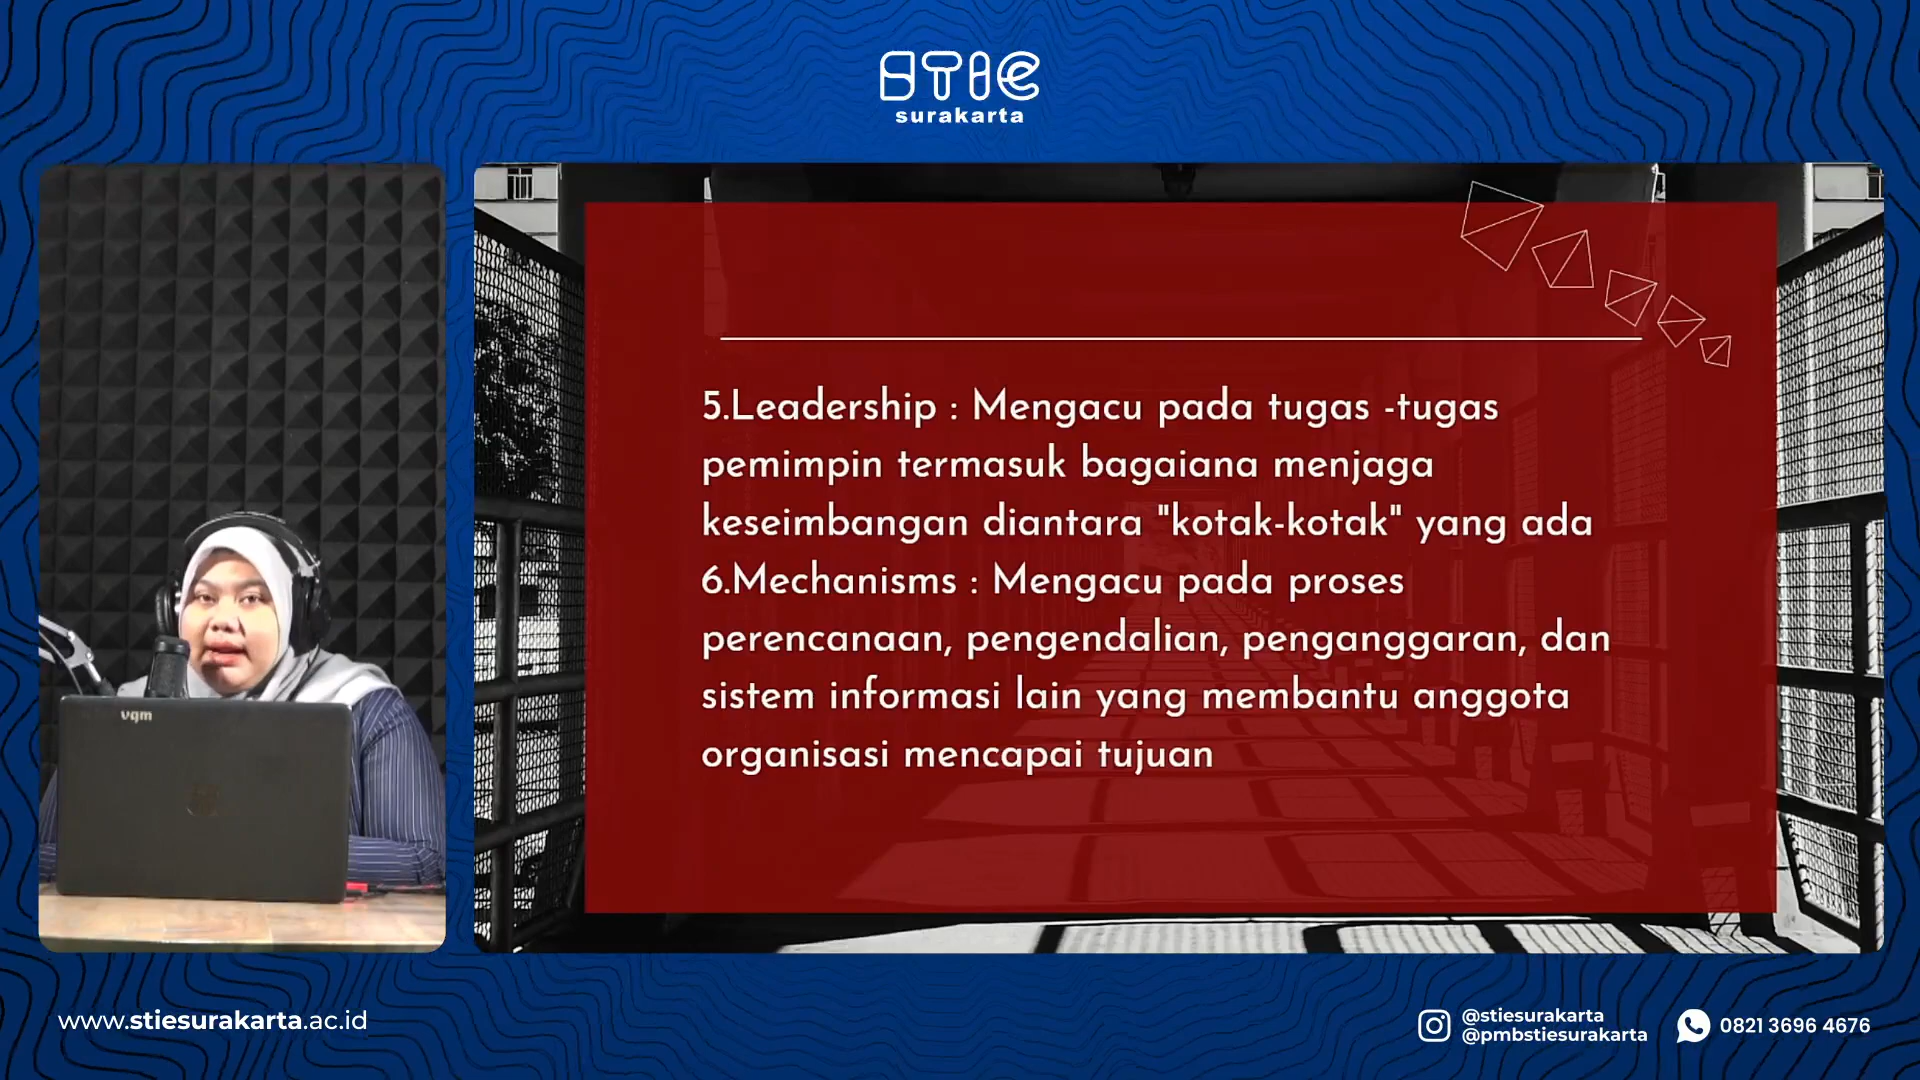 STIE
surakarta
5.Leadership : Mengacu pada tugas -tugas
pemimpin termasuk bagaiana menjaga
keseimbangan diantara "kotak-kotak" yang ada
6.Mechanisms : Mengacu pada proses
perencanaan, pengendalian, penganggaran, dan
sistem informasi lain yang membantu anggota
organisasi mencapai tujuan
vgm
www.stiesurakarta.ac.id
@stiesurakarta
@pmbstiesurakarta
0821 3696 4676